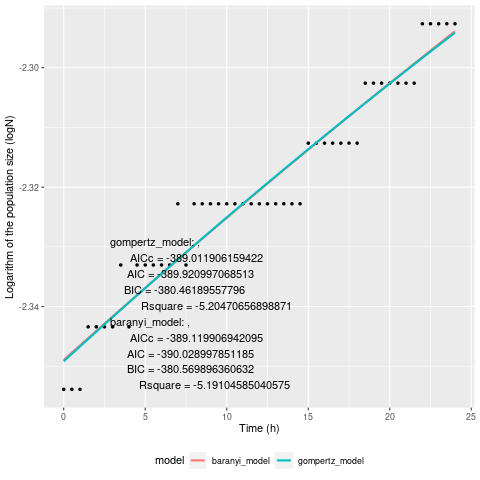 Logarithm of the population size (logN)
-2.30
-2.32
-2.34
gompertz_model: ,
AICc = -389.011906159422
AIC = -389.920997068513
BIC = -380.46189557796
Rsquare = -5.20470656898871
baranyi_model: ,
AICc = -389.119906942095
AIC = -390.028997851185
BIC = -380.569896360632
Rsquare = -5.19104585040575
0 5 10 15 20 25
Time (h)
model baranyi_model gompertz_model